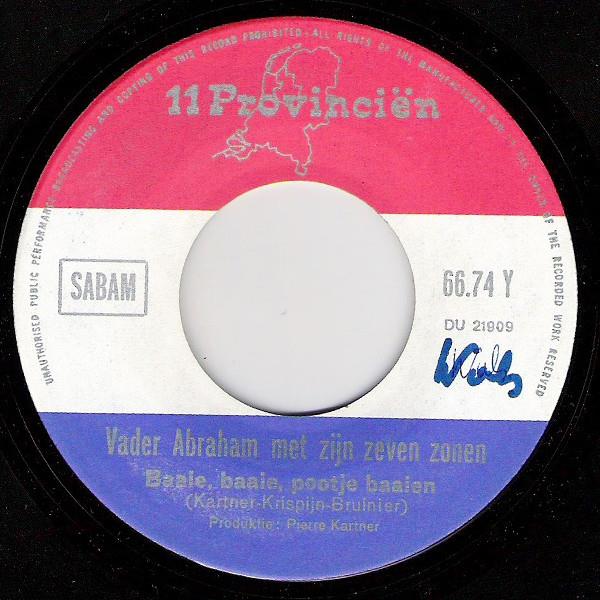 UNAUTHORISED PUBLIC PERFORMANCE BROADCASTING AND COPYING OF THIS RECORD PROHIBITED · ALL RIGHTS OF THE MANUFACTURER AND OF THE OWNER OF THE RECORDED WORK RESERVED
11 Provinciën
SABAM
66.74 Y
DU 21909
Vader Abraham met zijn zeven zonen
Baaie, baaie, pootje baaien
(Kartner-Krispijn-Bruinier)
Produktie: Pierre Kartner